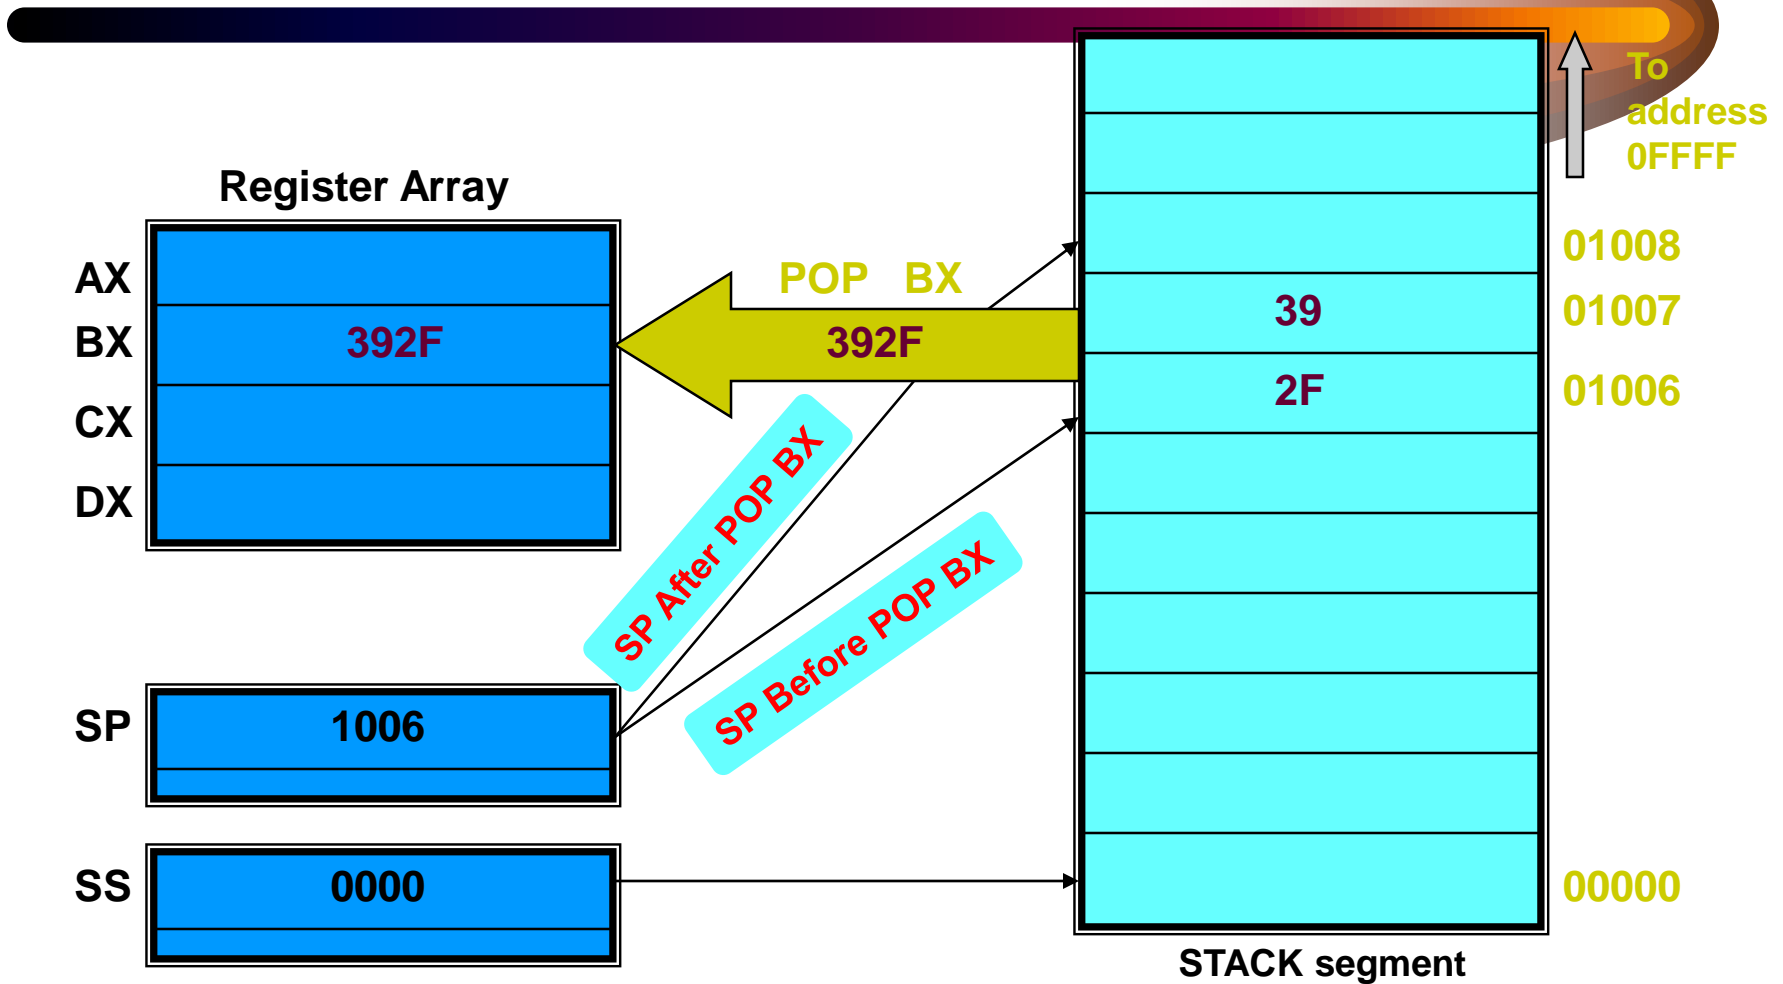 To
address
0FFFF
Register Array
01008
AX
POP BX
39
01007
BX
392F
392F
2F
01006
CX
DX
SP After POP BX
SP Before POP BX
SP
1006
SS
0000
00000
STACK segment